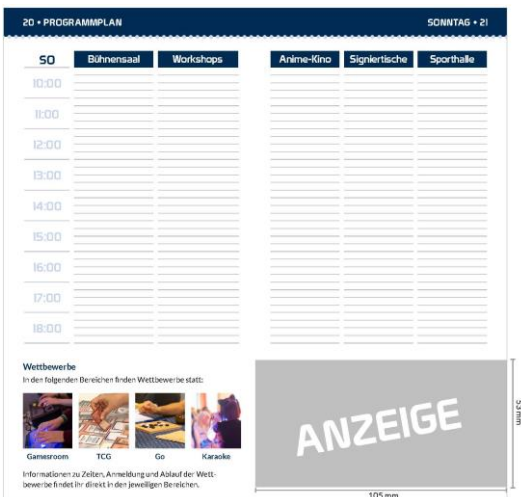 20 • PROGRAMMPLAN
SONNTAG • 21
SO Bühnensaal Workshops Anime-Kino Signiertische Sporthalle
10:00
11:00
12:00
13:00
14:00
15:00
16:00
17:00
18:00
Wettbewerbe
In den folgenden Bereichen finden Wettbewerbe statt:
Gamesroom TCG Go Karaoke
Informationen zu Zeiten, Anmeldung und Ablauf der Wett-
bewerbe findet ihr direkt in den jeweiligen Bereichen.
ANZEIGE
53 mm
105 mm